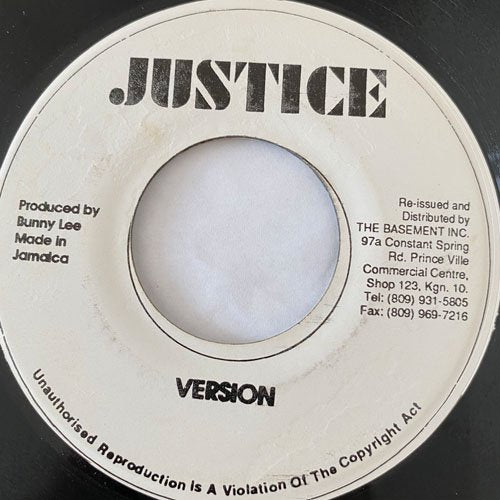 JUSTICE
Produced by
Bunny Lee
Made in
Jamaica
Re-issued and
Distributed by
THE BASEMENT INC.
97a Constant Spring
Rd. Prince Ville
Commercial Centre,
Shop 123, Kgn. 10.
Tel: (809) 931-5805
Fax: (809) 969-7216
VERSION
Unauthorised Reproduction Is A Violation Of The Copyright Act